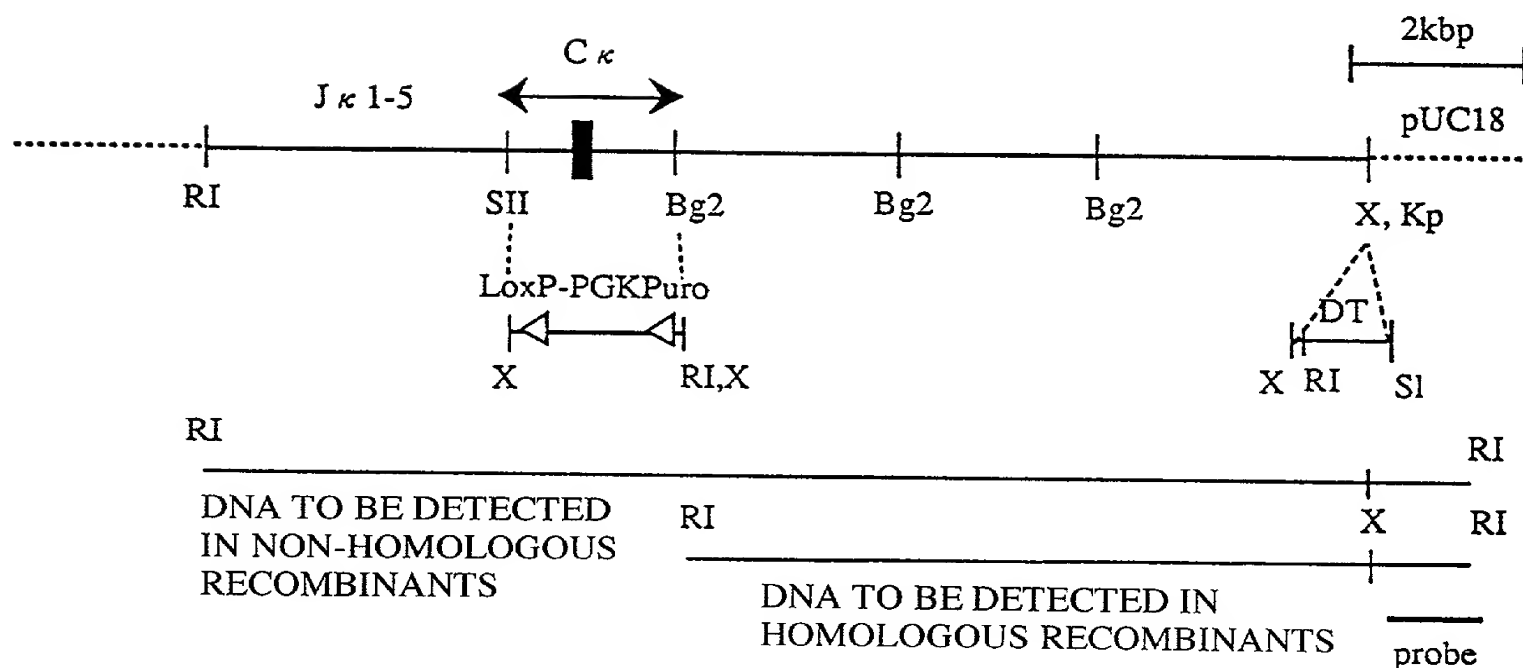 2kbp
C κ
J κ 1-5
pUC18
RI
SII
Bg2
Bg2
Bg2
X, Kp
LoxP-PGKPuro
DT
X
RI,X
X
RI
Sl
RI
RI
DNA TO BE DETECTED
IN NON-HOMOLOGOUS
RECOMBINANTS
RI
X
RI
DNA TO BE DETECTED IN
HOMOLOGOUS RECOMBINANTS
probe